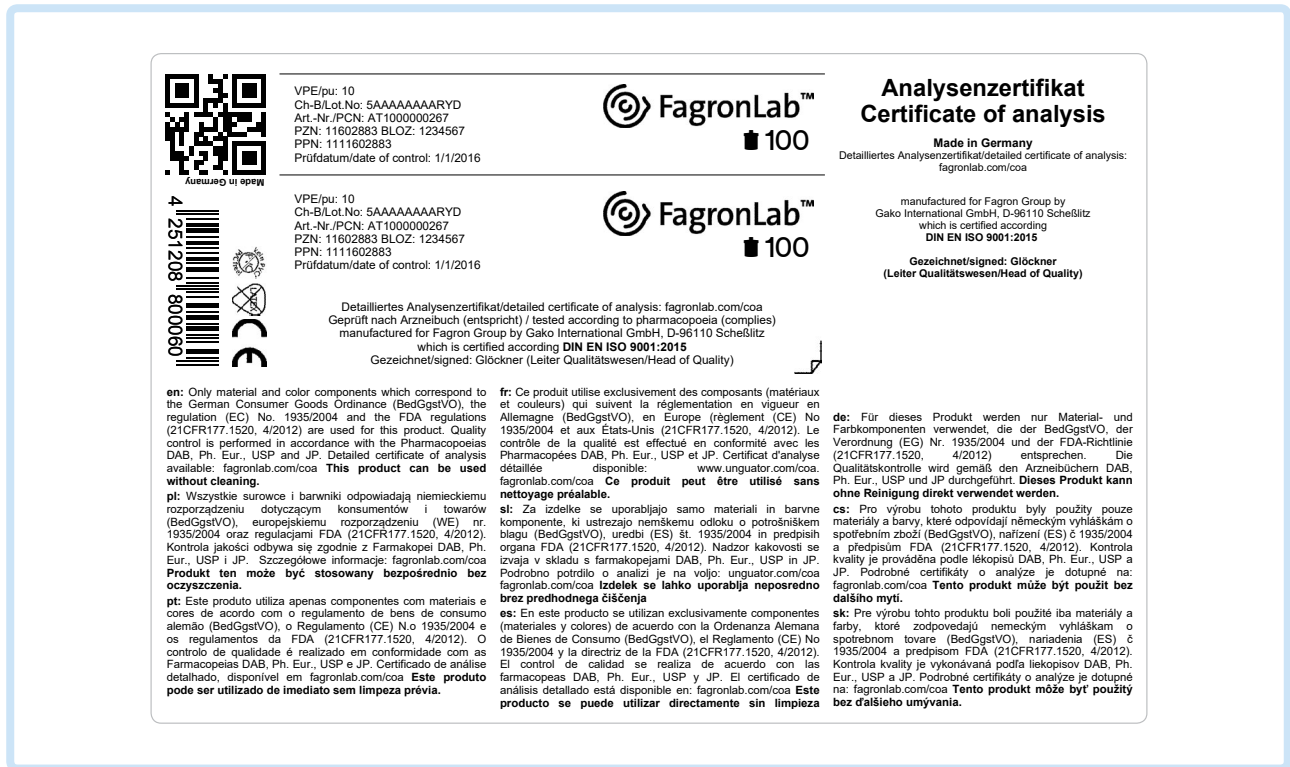 Made in Germany
4 251208 800060
VPE/pu: 10
Ch-B/Lot.No: 5AAAAAAAARYD
Art.-Nr./PCN: AT1000000267
PZN: 11602883 BLOZ: 1234567
PPN: 1111602883
Prüfdatum/date of control: 1/1/2016
FagronLab™
100
VPE/pu: 10
Ch-B/Lot.No: 5AAAAAAAARYD
Art.-Nr./PCN: AT1000000267
PZN: 11602883 BLOZ: 1234567
PPN: 1111602883
Prüfdatum/date of control: 1/1/2016
FagronLab™
100
LATEX
CE
Detailliertes Analysenzertifikat/detailed certificate of analysis: fagronlab.com/coa
Geprüft nach Arzneibuch (entspricht) / tested according to pharmacopoeia (complies)
manufactured for Fagron Group by Gako International GmbH, D-96110 Scheßlitz
which is certified according DIN EN ISO 9001:2015
Gezeichnet/signed: Glöckner (Leiter Qualitätswesen/Head of Quality)
Analysenzertifikat
Certificate of analysis
Made in Germany
Detailliertes Analysenzertifikat/detailed certificate of analysis:
fagronlab.com/coa
manufactured for Fagron Group by
Gako International GmbH, D-96110 Scheßlitz
which is certified according
DIN EN ISO 9001:2015
Gezeichnet/signed: Glöckner
(Leiter Qualitätswesen/Head of Quality)
en: Only material and color components which correspond to
the German Consumer Goods Ordinance (BedGgstVO), the
regulation (EC) No. 1935/2004 and the FDA regulations
(21CFR177.1520, 4/2012) are used for this product. Quality
control is performed in accordance with the Pharmacopoeias
DAB, Ph. Eur., USP and JP. Detailed certificate of analysis
available: fagronlab.com/coa This product can be used
without cleaning.
pl: Wszystkie surowce i barwniki odpowiadają niemieckiemu
rozporządzeniu dotyczącym konsumentów i towarów
(BedGgstVO), europejskiemu rozporządzeniu (WE) nr.
1935/2004 oraz regulacjami FDA (21CFR177.1520, 4/2012).
Kontrola jakości odbywa się zgodnie z Farmakopei DAB, Ph.
Eur., USP i JP. Szczegółowe informacje: fagronlab.com/coa
Produkt ten może być stosowany bezpośrednio bez
oczyszczenia.
pt: Este produto utiliza apenas componentes com materiais e
cores de acordo com o regulamento de bens de consumo
alemão (BedGgstVO), o Regulamento (CE) N.o 1935/2004 e
os regulamentos da FDA (21CFR177.1520, 4/2012). O
controlo de qualidade é realizado em conformidade com as
Farmacopeias DAB, Ph. Eur., USP e JP. Certificado de análise
detalhado, disponível em fagronlab.com/coa Este produto
pode ser utilizado de imediato sem limpeza prévia.
fr: Ce produit utilise exclusivement des composants (matériaux
et couleurs) qui suivent la réglementation en vigueur en
Allemagne (BedGgstVO), en Europe (règlement (CE) No
1935/2004 et aux États-Unis (21CFR177.1520, 4/2012). Le
contrôle de la qualité est effectué en conformité avec les
Pharmacopées DAB, Ph. Eur., USP et JP. Certificat d'analyse
détaillée disponible: www.unguator.com/coa.
fagronlab.com/coa Ce produit peut être utilisé sans
nettoyage préalable.
sl: Za izdelke se uporabljajo samo materiali in barvne
komponente, ki ustrezajo nemškemu odloku o potrošniškem
blagu (BedGgstVO), uredbi (ES) št. 1935/2004 in predpisih
organa FDA (21CFR177.1520, 4/2012). Nadzor kakovosti se
izvaja v skladu s farmakopejami DAB, Ph. Eur., USP in JP.
Podrobno potrdilo o analizi je na voljo: unguator.com/coa
fagronlab.com/coa Izdelek se lahko uporablja neposredno
brez predhodnega čiščenja
es: En este producto se utilizan exclusivamente componentes
(materiales y colores) de acuerdo con la Ordenanza Alemana
de Bienes de Consumo (BedGgstVO), el Reglamento (CE) No
1935/2004 y la directriz de la FDA (21CFR177.1520, 4/2012).
El control de calidad se realiza de acuerdo con las
farmacopeas DAB, Ph. Eur., USP y JP. El certificado de
análisis detallado está disponible en: fagronlab.com/coa Este
producto se puede utilizar directamente sin limpieza
de: Für dieses Produkt werden nur Material- und
Farbkomponenten verwendet, die der BedGgstVO, der
Verordnung (EG) Nr. 1935/2004 und der FDA-Richtlinie
(21CFR177.1520, 4/2012) entsprechen. Die
Qualitätskontrolle wird gemäß den Arzneibüchern DAB,
Ph. Eur., USP und JP durchgeführt. Dieses Produkt kann
ohne Reinigung direkt verwendet werden.
cs: Pro výrobu tohoto produktu byly použity pouze
materiály a barvy, které odpovídají německým vyhláškám o
spotřebním zboží (BedGgstVO), nařízení (ES) č 1935/2004
a předpisům FDA (21CFR177.1520, 4/2012). Kontrola
kvality je prováděna podle lékopisů DAB, Ph. Eur., USP a
JP. Podrobné certifikáty o analýze je dotupné na:
fagronlab.com/coa Tento produkt může být použit bez
dalšího mytí.
sk: Pre výrobu tohto produktu boli použité iba materiály a
farby, ktoré zodpovedajú nemeckým vyhláškam o
spotrebnom tovare (BedGgstVO), nariadenia (ES) č
1935/2004 a predpisom FDA (21CFR177.1520, 4/2012).
Kontrola kvality je vykonávaná podľa liekopisov DAB, Ph.
Eur., USP a JP. Podrobné certifikáty o analýze je dotupné
na: fagronlab.com/coa Tento produkt môže byť použitý
bez ďalšieho umývania.